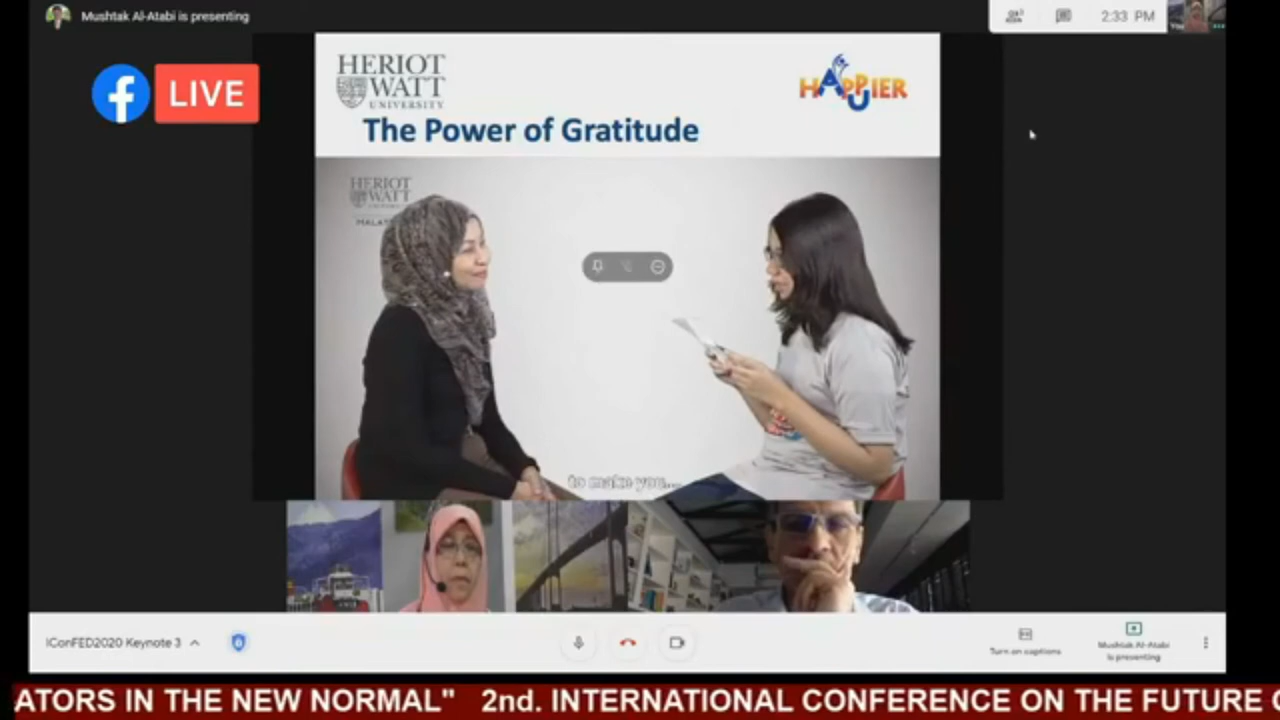 Mushtak Al-Atabi is presenting
2:33 PM
You
LIVE
HERIOT
WATT
UNIVERSITY
HAPPIER
U
The Power of Gratitude
HERIOT
WATT
to make you...
IConFED2020 Keynote 3
Turn on captions
Mushtak Al-Atabi
is presenting
ATORS IN THE NEW NORMAL" 2nd. INTERNATIONAL CONFERENCE ON THE FUTURE